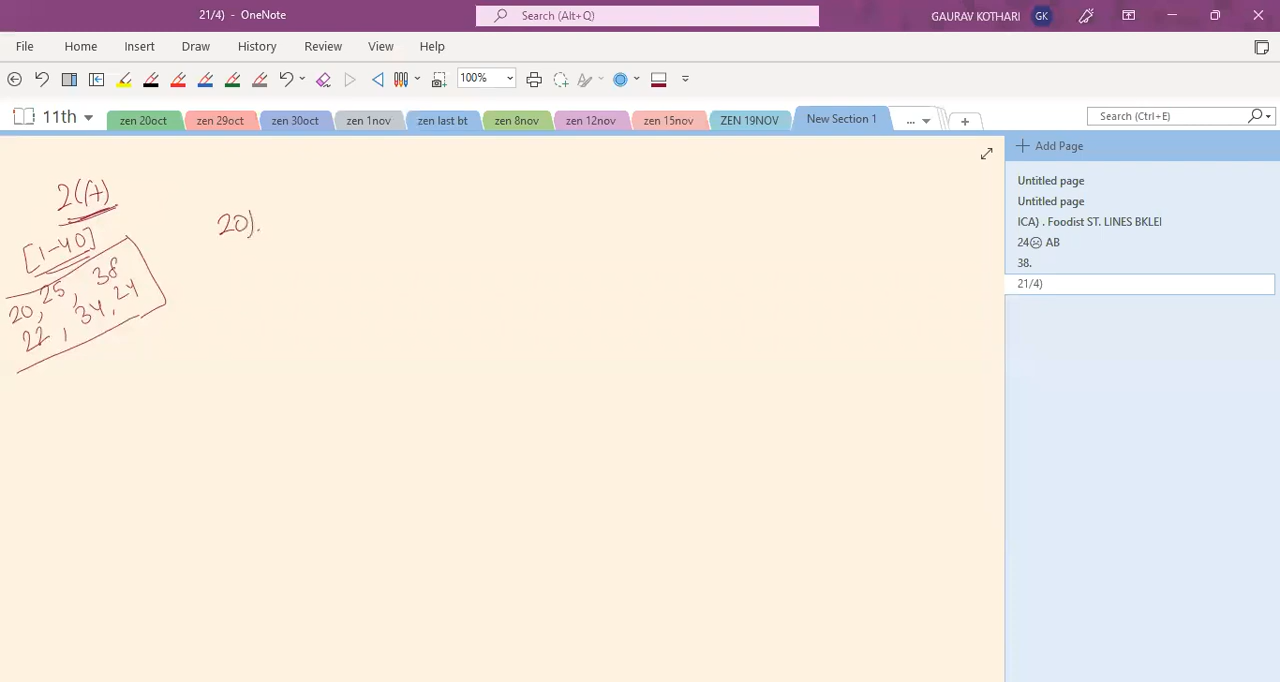 21/4) - OneNote
Search (Alt+Q)
GAURAV KOTHARI
GK
File Home Insert Draw History Review View Help
100%
11th
zen 20oct
zen 29oct
zen 30oct
zen 1nov
zen last bt
zen 8nov
zen 12nov
zen 15nov
ZEN 19NOV
New Section 1
...
Search (Ctrl+E)
Add Page
Untitled page
Untitled page
ICA) . Foodist ST. LINES BKLEI
24☹ AB
38.
21/4)
2(A)
[1-40]
20, 25, 38
22, 34, 24
20).